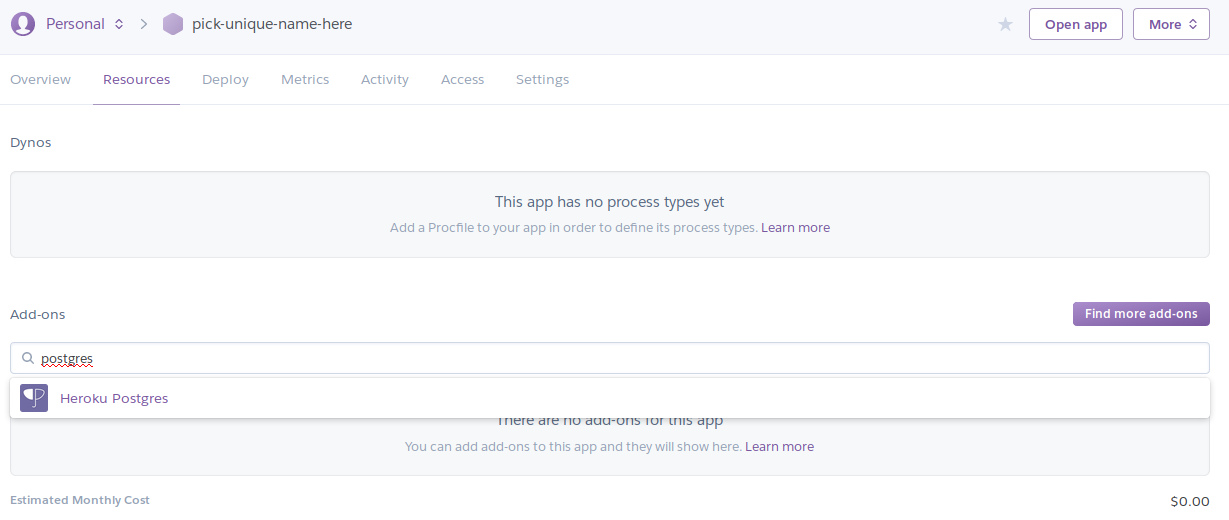 Personal pick-unique-name-here Open app More
Overview Resources Deploy Metrics Activity Access Settings
Dynos
This app has no process types yet
Add a Procfile to your app in order to define its process types. Learn more
Add-ons Find more add-ons
postgres
Heroku Postgres
There are no add-ons for this app
You can add add-ons to this app and they will show here. Learn more
Estimated Monthly Cost $0.00